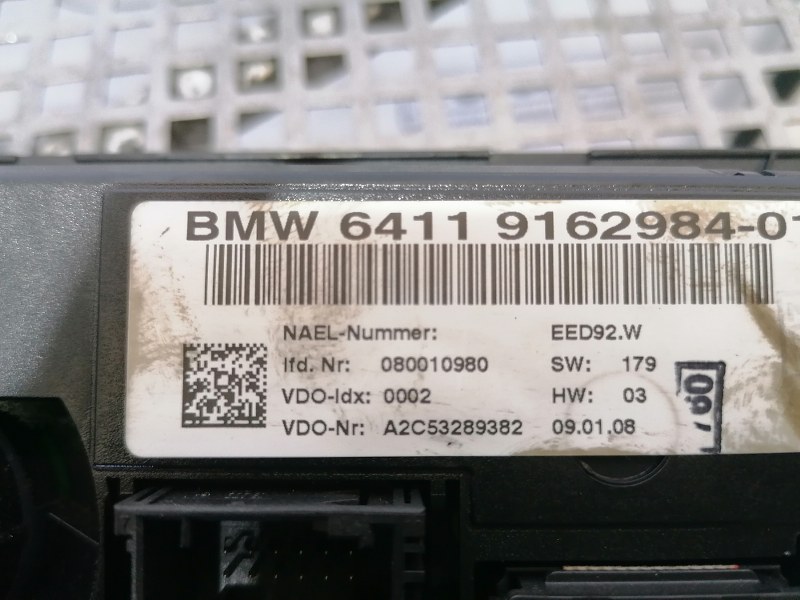 BMW 6411 9162984-01
NAEL-Nummer: EED92.W
lfd. Nr: 080010980 SW: 179
VDO-Idx: 0002 HW: 03
VDO-Nr: A2C53289382 09.01.08